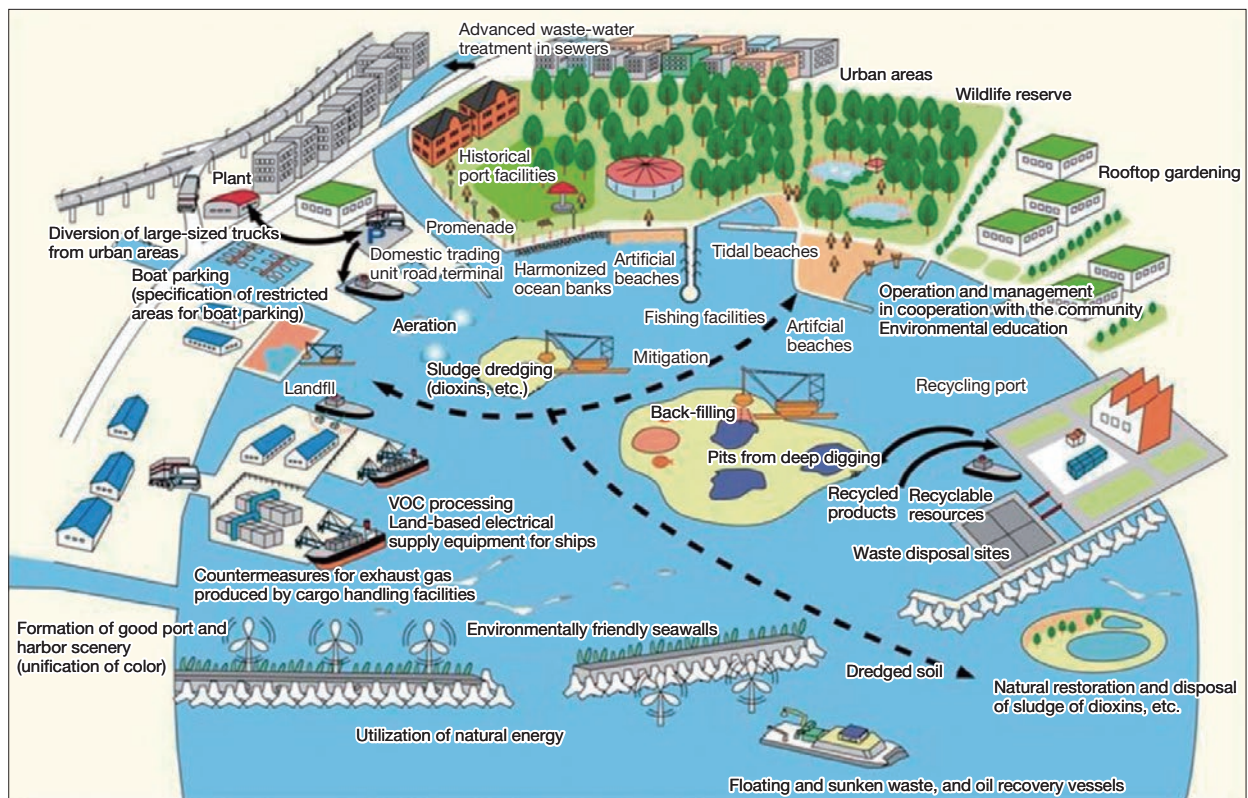 Advanced waste-water
treatment in sewers
Urban areas
Wildlife reserve
Rooftop gardening
Historical
port facilities
Plant
Promenade
Diversion of large-sized trucks
from urban areas
P
Domestic trading
unit road terminal
Harmonized
ocean banks
Artificial
beaches
Tidal beaches
Boat parking
(specification of restricted
areas for boat parking)
Operation and management
in cooperation with the community
Environmental education
Aeration
Fishing facilities
Artifcial
beaches
Mitigation
Sludge dredging
(dioxins, etc.)
Landfll
Recycling port
Back-filling
Pits from deep digging
Recycled
products
Recyclable
resources
VOC processing
Land-based electrical
supply equipment for ships
Waste disposal sites
Countermeasures for exhaust gas
produced by cargo handling facilities
Formation of good port and
harbor scenery
(unification of color)
Environmentally friendly seawalls
Dredged soil
Natural restoration and disposal
of sludge of dioxins, etc.
Utilization of natural energy
Floating and sunken waste, and oil recovery vessels